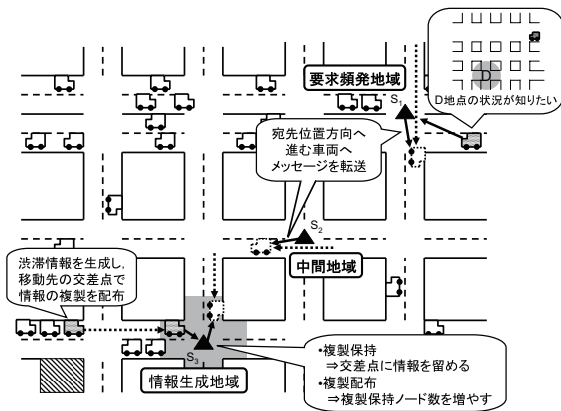 D
D地点の状況が知りたい
要求頻発地域
S1
宛先位置方向へ
進む車両へ
メッセージを転送
S2
中間地域
渋滞情報を生成し，
移動先の交差点で
情報の複製を配布
S3
情報生成地域
・複製保持
⇒交差点に情報を留める
・複製配布
⇒複製保持ノード数を増やす